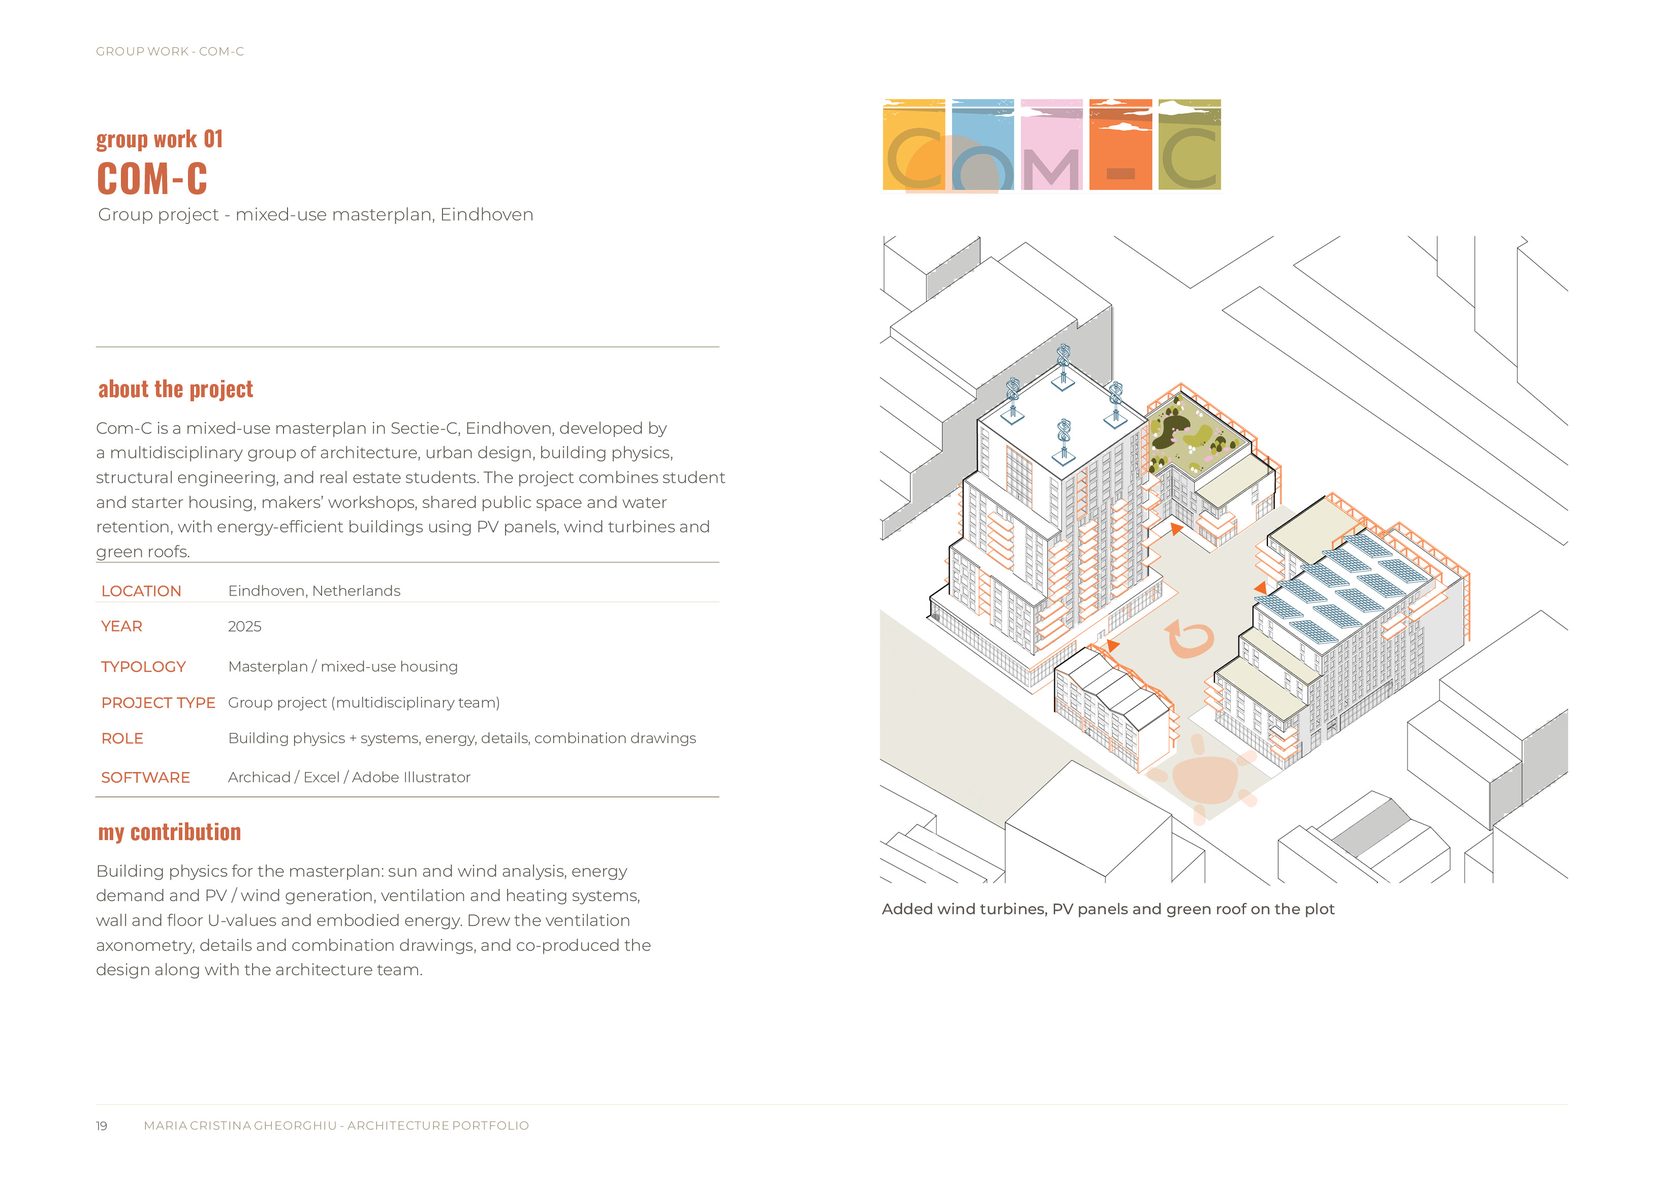 GROUP WORK - COM-C
group work 01
COM-C
Group project - mixed-use masterplan, Eindhoven
about the project
Com-C is a mixed-use masterplan in Sectie-C, Eindhoven, developed by
a multidisciplinary group of architecture, urban design, building physics,
structural engineering, and real estate students. The project combines student
and starter housing, makers’ workshops, shared public space and water
retention, with energy-efficient buildings using PV panels, wind turbines and
green roofs.
LOCATION Eindhoven, Netherlands
YEAR 2025
TYPOLOGY Masterplan / mixed-use housing
PROJECT TYPE Group project (multidisciplinary team)
ROLE Building physics + systems, energy, details, combination drawings
SOFTWARE Archicad / Excel / Adobe Illustrator
my contribution
Building physics for the masterplan: sun and wind analysis, energy
demand and PV / wind generation, ventilation and heating systems,
wall and floor U-values and embodied energy. Drew the ventilation
axonometry, details and combination drawings, and co-produced the
design along with the architecture team.
COM-C
Added wind turbines, PV panels and green roof on the plot
19 MARIA CRISTINA GHEORGHIU - ARCHITECTURE PORTFOLIO